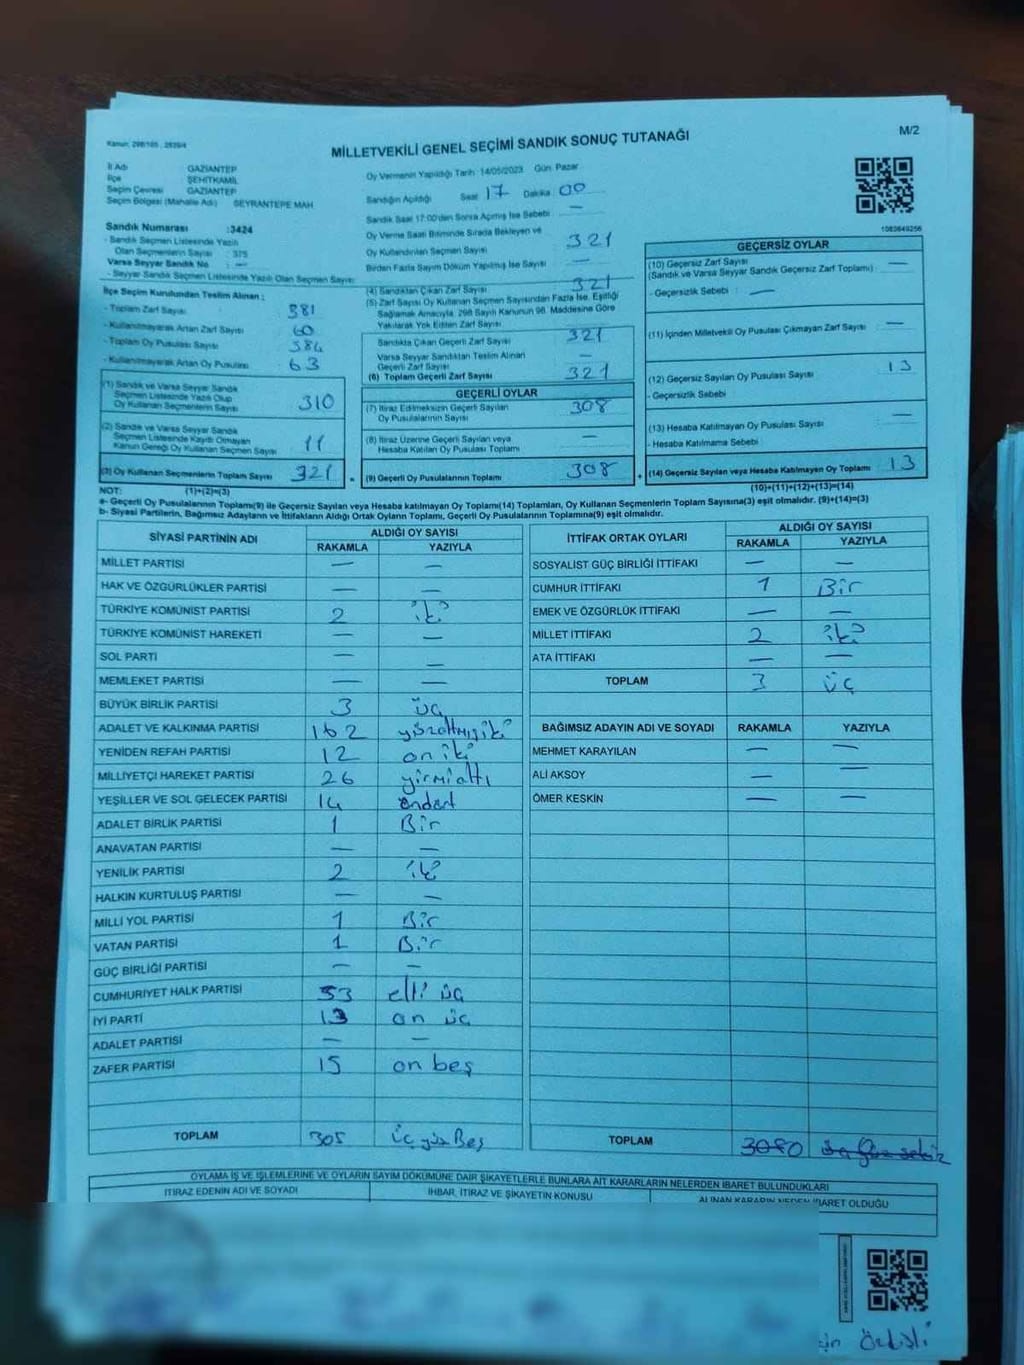 Kanun: 298/105 , 2839/4
MİLLETVEKİLİ GENEL SEÇİMİ SANDIK SONUÇ TUTANAĞI
M/2
İl Adı GAZİANTEP
İlçe ŞEHİTKAMİL
Seçim Çevresi GAZİANTEP
Seçim Bölgesi (Mahalle Adı) SEYRANTEPE MAH
Oy Vermenin Yapıldığı Tarih :14/05/2023 Gün: Pazar
Sandığın Açıldığı Saat 17 Dakika 00
Sandık Saat 17:00'den Sonra Açılmış İse Sebebi —
1083849256
Sandık Numarası :3424
- Sandık Seçmen Listesinde Yazılı
Olan Seçmenlerin Sayısı : 375
Varsa Seyyar Sandık No : —
- Seyyar Sandık Seçmen Listesinde Yazılı Olan Seçmen Sayısı:
Oy Verme Saati Bitiminde Sırada Bekleyen ve
Oy Kullandırılan Seçmen Sayısı 321
Birden Fazla Sayım Döküm Yapılmış İse Sayısı —
İlçe Seçim Kurulundan Teslim Alınan ;
- Toplam Zarf Sayısı 381
- Kullanılmayarak Artan Zarf Sayısı 60
- Toplam Oy Pusulası Sayısı 384
- Kullanılmayarak Artan Oy Pusulası 63
(1) Sandık ve Varsa Seyyar Sandık
Seçmen Listesinde Yazılı Olup
Oy Kullanan Seçmenlerin Sayısı 310
(2) Sandık ve Varsa Seyyar Sandık
Seçmen Listesinde Kayıtlı Olmayan
Kanun Gereği Oy Kullanan Seçmen Sayısı 11
(3) Oy Kullanan Seçmenlerin Toplam Sayısı 321
(4) Sandıktan Çıkan Zarf Sayısı 321
(5) Zarf Sayısı Oy Kullanan Seçmen Sayısından Fazla İse, Eşitliği
Sağlamak Amacıyla, 298 Sayılı Kanunun 98. Maddesine Göre
Yakılarak Yok Edilen Zarf Sayısı
Sandıkta Çıkan Geçerli Zarf Sayısı 321
Varsa Seyyar Sandıktan Teslim Alınan
Geçerli Zarf Sayısı —
(6) Toplam Geçerli Zarf Sayısı 321
GEÇERLİ OYLAR
(7) İtiraz Edilmeksizin Geçerli Sayılan
Oy Pusulalarının Sayısı 308
(8) İtiraz Üzerine Geçerli Sayılan veya
Hesaba Katılan Oy Pusulası Toplamı —
= (9) Geçerli Oy Pusulalarının Toplamı 308
GEÇERSİZ OYLAR
(10) Geçersiz Zarf Sayısı
(Sandık ve Varsa Seyyar Sandık Geçersiz Zarf Toplamı) —
- Geçersizlik Sebebi : —
(11) İçinden Milletvekili Oy Pusulası Çıkmayan Zarf Sayısı —
(12) Geçersiz Sayılan Oy Pusulası Sayısı 13
- Geçersizlik Sebebi
(13) Hesaba Katılmayan Oy Pusulası Sayısı —
- Hesaba Katılmama Sebebi
+ (14) Geçersiz Sayılan veya Hesaba Katılmayan Oy Toplamı 13
NOT: (1)+(2)=(3) (10)+(11)+(12)+(13)=(14)
a- Geçerli Oy Pusulalarının Toplamı(9) ile Geçersiz Sayılan veya Hesaba katılmayan Oy Toplamı(14) Toplamları, Oy Kullanan Seçmenlerin Toplam Sayısına(3) eşit olmalıdır. (9)+(14)=(3)
b- Siyasi Partilerin, Bağımsız Adayların ve İttifakların Aldığı Ortak Oyların Toplamı, Geçerli Oy Pusulalarının Toplamına(9) eşit olmalıdır.
SİYASİ PARTİNİN ADI ALDIĞI OY SAYISI
RAKAMLA YAZIYLA
MİLLET PARTİSİ — —
HAK VE ÖZGÜRLÜKLER PARTİSİ — —
TÜRKİYE KOMÜNİST PARTİSİ 2 iki
TÜRKİYE KOMÜNİST HAREKETİ — —
SOL PARTİ — —
MEMLEKET PARTİSİ — —
BÜYÜK BİRLİK PARTİSİ 3 üç
ADALET VE KALKINMA PARTİSİ 162 yüzaltmışiki
YENİDEN REFAH PARTİSİ 12 on iki
MİLLİYETÇİ HAREKET PARTİSİ 26 yirmialtı
YEŞİLLER VE SOL GELECEK PARTİSİ 14 ondört
ADALET BİRLİK PARTİSİ 1 Bir
ANAVATAN PARTİSİ — —
YENİLİK PARTİSİ 2 iki
HALKIN KURTULUŞ PARTİSİ — —
MİLLİ YOL PARTİSİ 1 Bir
VATAN PARTİSİ 1 Bir
GÜÇ BİRLİĞİ PARTİSİ — —
CUMHURİYET HALK PARTİSİ 53 elli üç
İYİ PARTİ 13 on üç
ADALET PARTİSİ — —
ZAFER PARTİSİ 15 on beş
TOPLAM 305 üç yüz Beş
İTTİFAK ORTAK OYLARI ALDIĞI OY SAYISI
RAKAMLA YAZIYLA
SOSYALİST GÜÇ BİRLİĞİ İTTİFAKI — —
CUMHUR İTTİFAKI 1 Bir
EMEK VE ÖZGÜRLÜK İTTİFAKI — —
MİLLET İTTİFAKI 2 iki
ATA İTTİFAKI — —
TOPLAM 3 üç
BAĞIMSIZ ADAYIN ADI VE SOYADI RAKAMLA YAZIYLA
MEHMET KARAYILAN — —
ALİ AKSOY — —
ÖMER KESKİN — —
TOPLAM 3080 üç yüz sekiz
OYLAMA İŞ VE İŞLEMLERİNE VE OYLARIN SAYIM DÖKÜMÜNE DAİR ŞİKAYETLERLE BUNLARA AİT KARARLARIN NELERDEN İBARET BULUNDUKLARI
İTİRAZ EDENİN ADI VE SOYADI İHBAR, İTİRAZ VE ŞİKAYETİN KONUSU ALINAN KARARIN NEDEN İBARET OLDUĞU